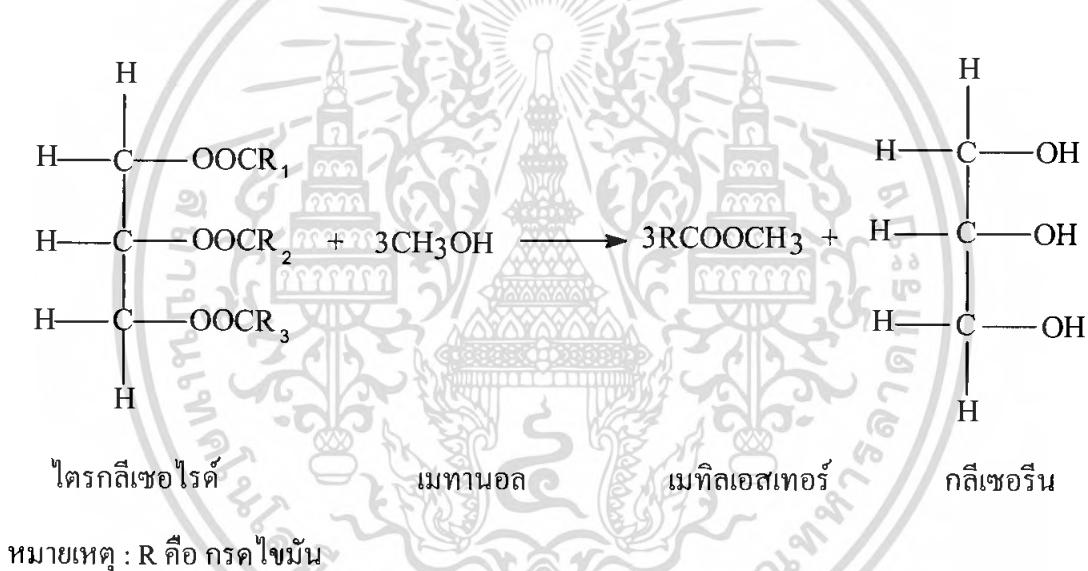 H H
H—C—OOCR₁ H—C—OH
H—C—OOCR₂ + 3CH₃OH ⟶ 3RCOOCH₃ + H—C—OH
H—C—OOCR₃ H—C—OH
H H
ไตรกลีเซอไรด์ เมทานอล เมทิลเอสเทอร์ กลีเซอรีน
หมายเหตุ : R คือ กรดไขมัน